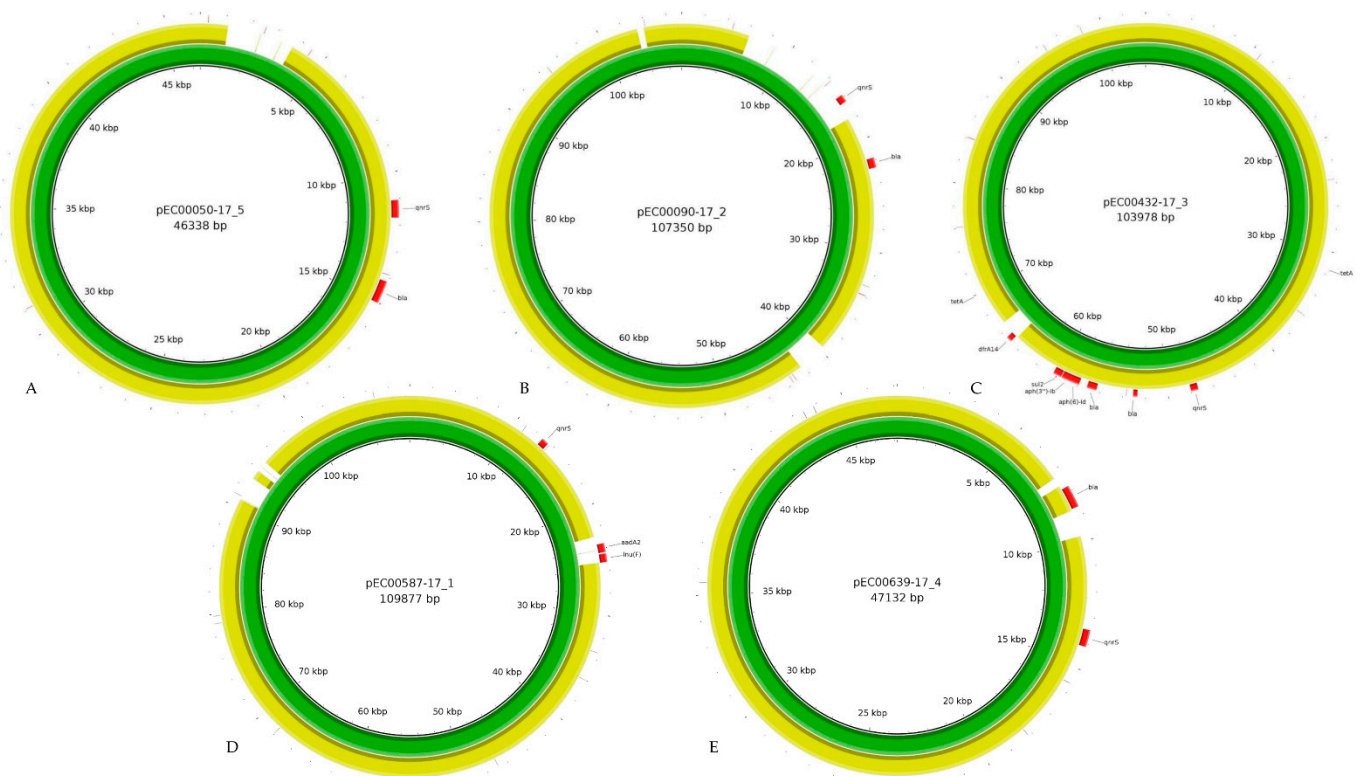 45 kbp
5 kbp
40 kbp
10 kbp
qnrS
35 kbp
pEC00050-17_5
46338 bp
15 kbp
bla
30 kbp
20 kbp
25 kbp
A
100 kbp
10 kbp
qnrS
90 kbp
20 kbp
bla
80 kbp
pEC00090-17_2
107350 bp
30 kbp
70 kbp
40 kbp
60 kbp
50 kbp
B
100 kbp
10 kbp
90 kbp
20 kbp
80 kbp
pEC00432-17_3
103978 bp
30 kbp
70 kbp
tetA
tetA
40 kbp
60 kbp
50 kbp
dfrA14
sul2
aph(3'')-Ib
aph(6)-Id
bla
bla
qnrS
C
qnrS
100 kbp
10 kbp
90 kbp
20 kbp
aadA2
lnu(F)
pEC00587-17_1
109877 bp
80 kbp
30 kbp
70 kbp
40 kbp
60 kbp
50 kbp
D
45 kbp
5 kbp
bla
40 kbp
10 kbp
pEC00639-17_4
47132 bp
35 kbp
15 kbp
qnrS
30 kbp
20 kbp
25 kbp
E